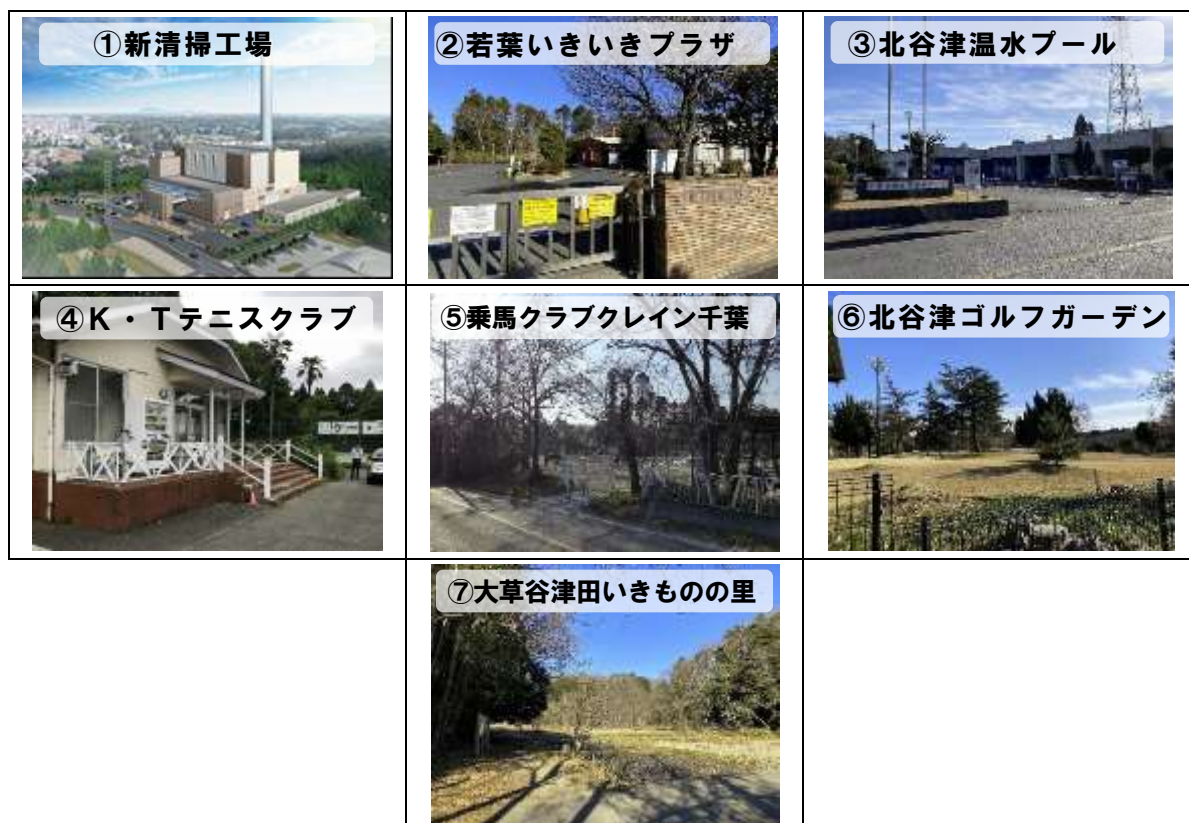 ①新清掃工場
②若葉いきいきプラザ
③北谷津温水プール
④K・Tテニスクラブ
⑤乗馬クラブクレイン千葉
⑥北谷津ゴルフガーデン
⑦大草谷津田いきものの里